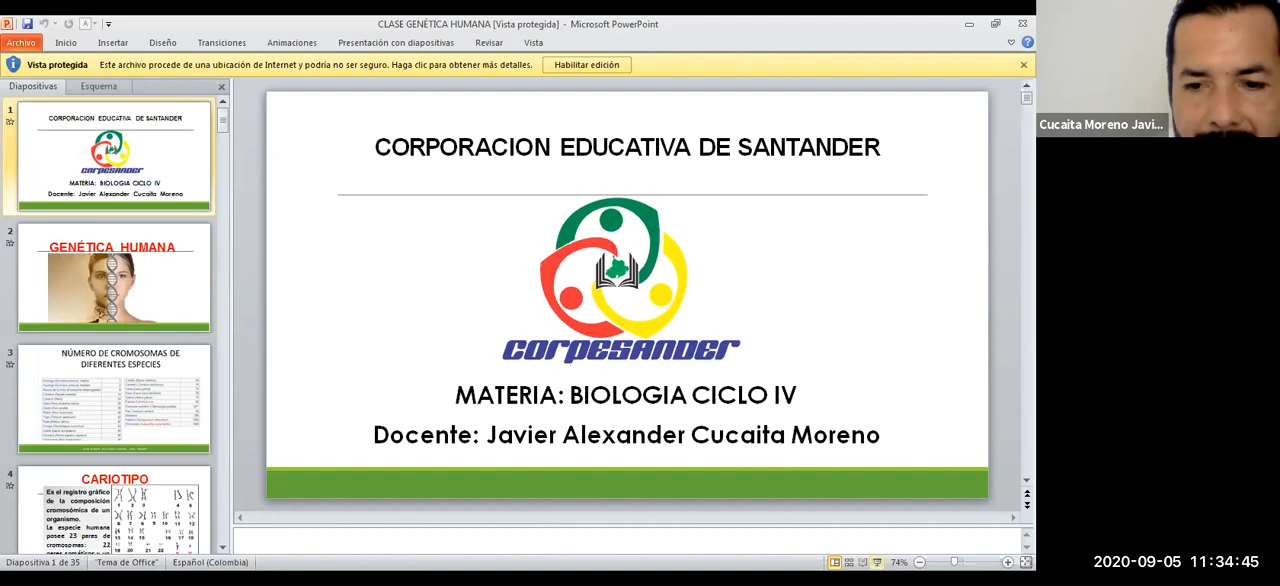 CLASE GENÉTICA HUMANA [Vista protegida] - Microsoft PowerPoint
Archivo Inicio Insertar Diseño Transiciones Animaciones Presentación con diapositivas Revisar Vista
Vista protegida Este archivo procede de una ubicación de Internet y podría no ser seguro. Haga clic para obtener más detalles. Habilitar edición
Diapositivas Esquema
1
CORPORACION EDUCATIVA DE SANTANDER
corpesander
MATERIA: BIOLOGIA CICLO IV
Docente: Javier Alexander Cucaita Moreno
2
GENÉTICA HUMANA
3
NÚMERO DE CROMOSOMAS DE
DIFERENTES ESPECIES
4
CARIOTIPO
Es el registro gráfico
de la composición
cromosómica de un
organismo.
La especie humana
posee 23 pares de
cromosomas: 22
CORPORACION EDUCATIVA DE SANTANDER
corpesander
MATERIA: BIOLOGIA CICLO IV
Docente: Javier Alexander Cucaita Moreno
Cucaita Moreno Javi...
Diapositiva 1 de 35 "Tema de Office" Español (Colombia) 74%
2020-09-05 11:34:45